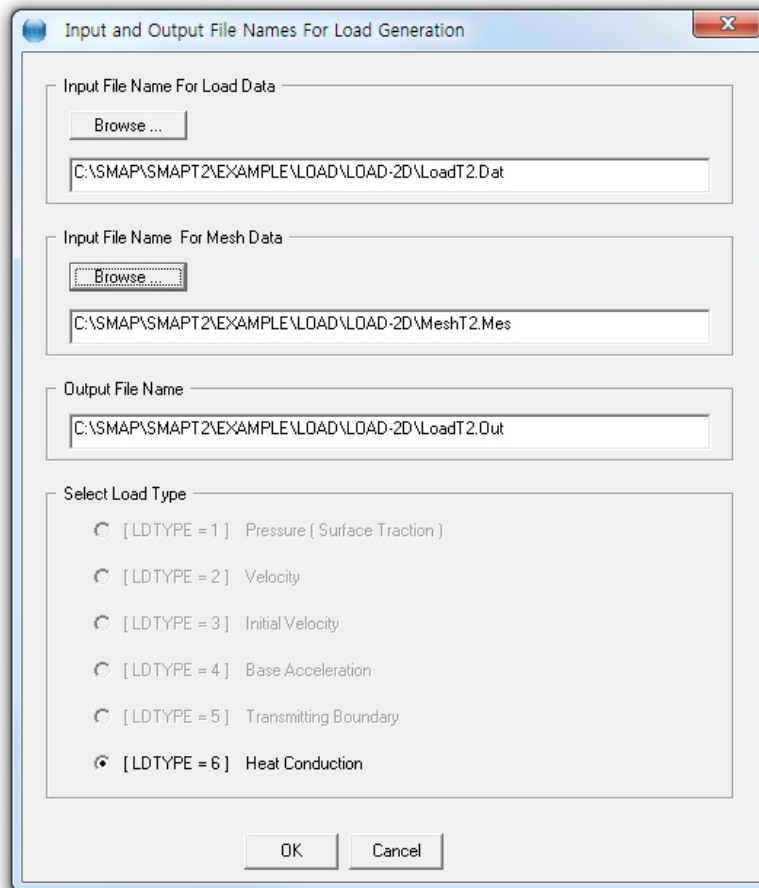 Input and Output File Names For Load Generation
Input File Name For Load Data
Browse ...
C:\SMAP\SMAPT2\EXAMPLE\LOAD\LOAD-2D\LoadT2.Dat
Input File Name For Mesh Data
Browse ...
C:\SMAP\SMAPT2\EXAMPLE\LOAD\LOAD-2D\MeshT2.Mes
Output File Name
C:\SMAP\SMAPT2\EXAMPLE\LOAD\LOAD-2D\LoadT2.Out
Select Load Type
[ LDTYPE = 1 ] Pressure ( Surface Traction )
[ LDTYPE = 2 ] Velocity
[ LDTYPE = 3 ] Initial Velocity
[ LDTYPE = 4 ] Base Acceleration
[ LDTYPE = 5 ] Transmitting Boundary
[ LDTYPE = 6 ] Heat Conduction
OK Cancel